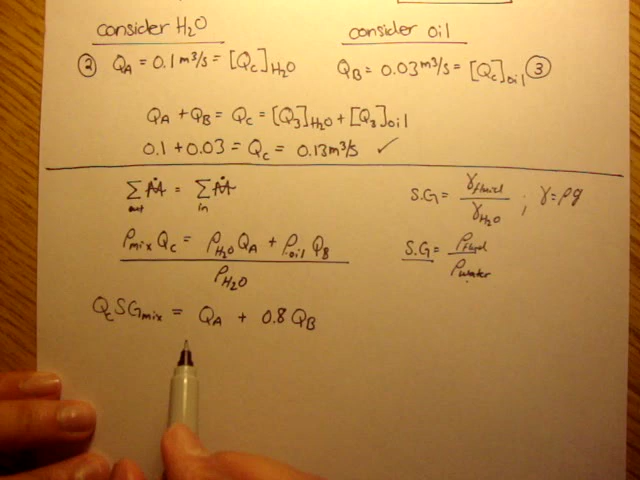 consider H₂O
consider oil
② Q_A = 0.1 m³/s = [Q_c]_H₂O
Q_B = 0.03 m³/s = [Q_c]_oil ③
Q_A + Q_B = Q_C = [Q_3]_H₂O + [Q_3]_oil
0.1 + 0.03 = Q_C = 0.13 m³/s ✓
Σ_out Ṁ = Σ_in Ṁ
S.G = γ_fluid / γ_H₂O ; γ = ρg
ρ_mix Q_C = ρ_H₂O Q_A + ρ_oil Q_B
ρ_H₂O
S.G = ρ_fluid / ρ_water
Q_C SG_mix = Q_A + 0.8 Q_B